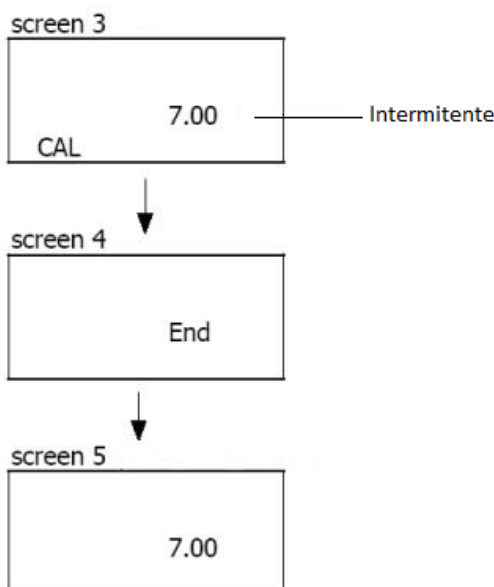 screen 3
7.00
Intermitente
CAL
screen 4
End
screen 5
7.00